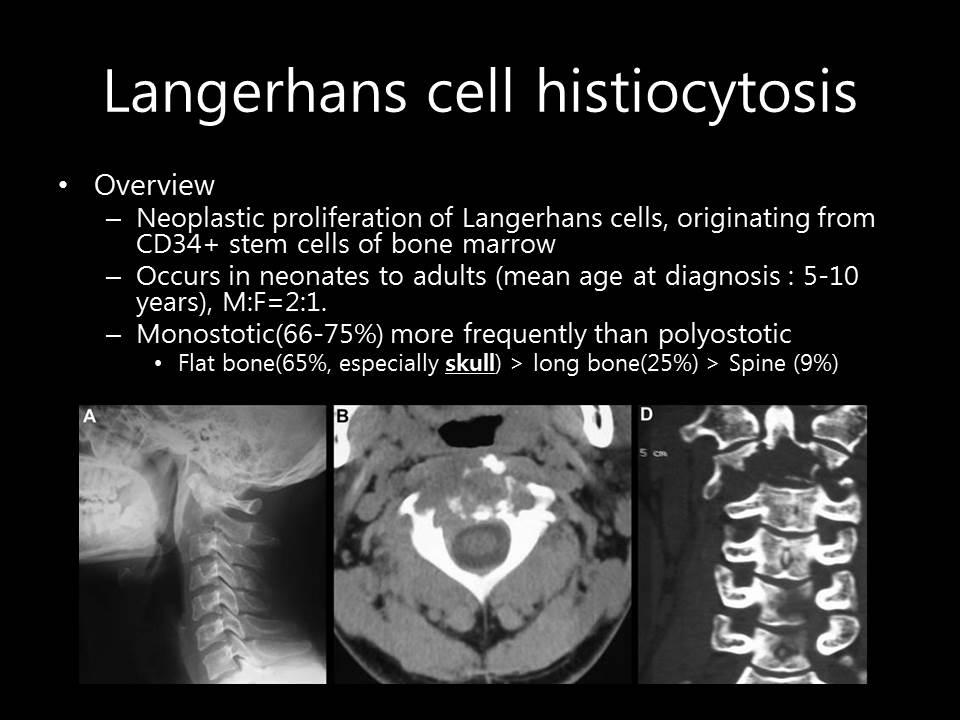 Langerhans cell histiocytosis
• Overview
– Neoplastic proliferation of Langerhans cells, originating from
CD34+ stem cells of bone marrow
– Occurs in neonates to adults (mean age at diagnosis : 5-10
years), M:F=2:1.
– Monostotic(66-75%) more frequently than polyostotic
• Flat bone(65%, especially skull) > long bone(25%) > Spine (9%)
A
B
D
5 cm